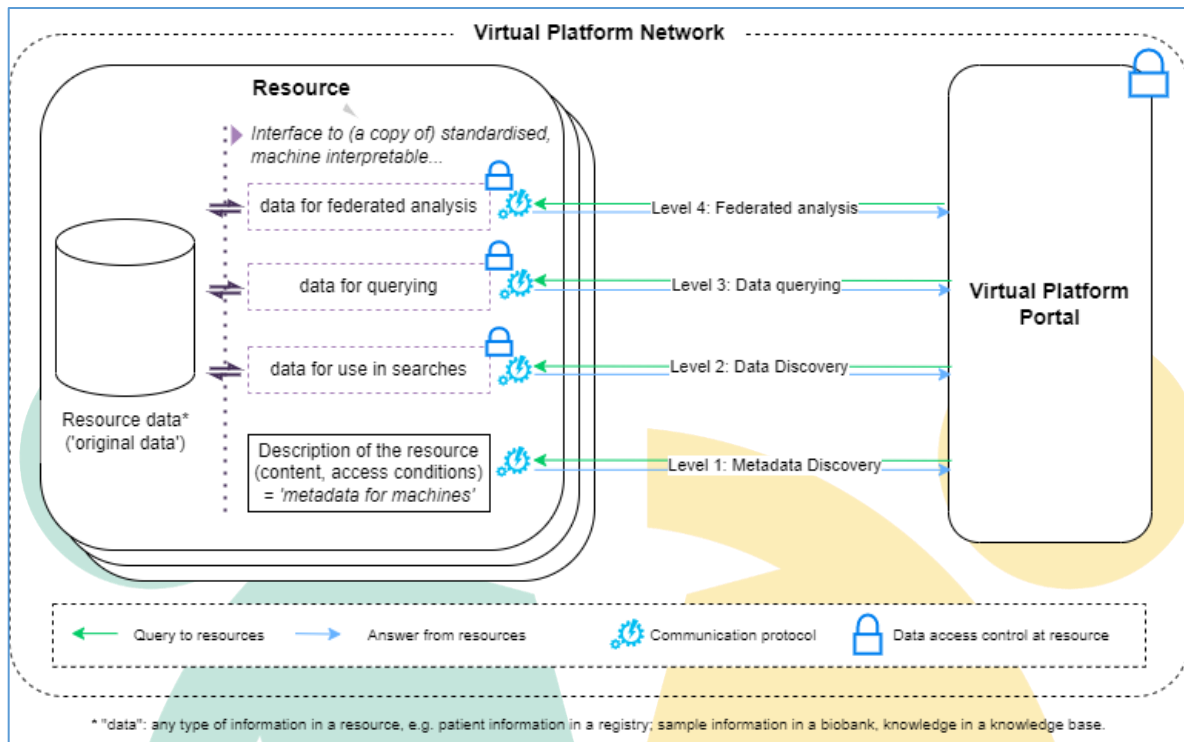 Virtual Platform Network
Resource
Interface to (a copy of) standardised,
machine interpretable...
data for federated analysis
Level 4: Federated analysis
data for querying
Level 3: Data querying
Virtual Platform
Portal
data for use in searches
Level 2: Data Discovery
Resource data*
('original data')
Description of the resource
(content, access conditions)
= 'metadata for machines'
Level 1: Metadata Discovery
Query to resources
Answer from resources
Communication protocol
Data access control at resource
* "data": any type of information in a resource, e.g. patient information in a registry; sample information in a biobank, knowledge in a knowledge base.